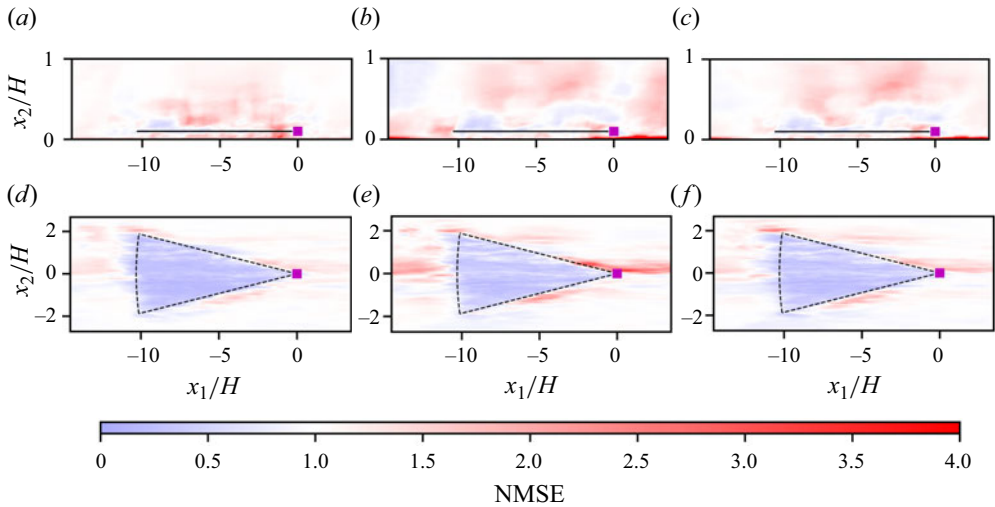 (a) (b) (c)
x2/H 1 0 1 0 1 0
−10 −5 0 −10 −5 0 −10 −5 0
(d) (e) (f)
x2/H 2 0 −2 2 0 −2 2 0 −2
−10 −5 0 −10 −5 0 −10 −5 0
x1/H x1/H x1/H
0 0.5 1.0 1.5 2.0 2.5 3.0 3.5 4.0
NMSE